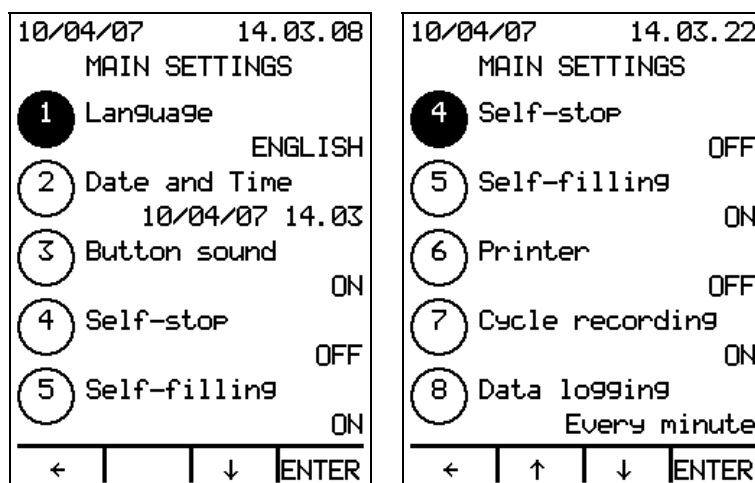 10/04/07 14.03.08
MAIN SETTINGS
1 Language
ENGLISH
2 Date and Time
10/04/07 14.03
3 Button sound
ON
4 Self-stop
OFF
5 Self-filling
ON
← ↓ ENTER
10/04/07 14.03.22
MAIN SETTINGS
4 Self-stop
OFF
5 Self-filling
ON
6 Printer
OFF
7 Cycle recording
ON
8 Data logging
Every minute
← ↑ ↓ ENTER